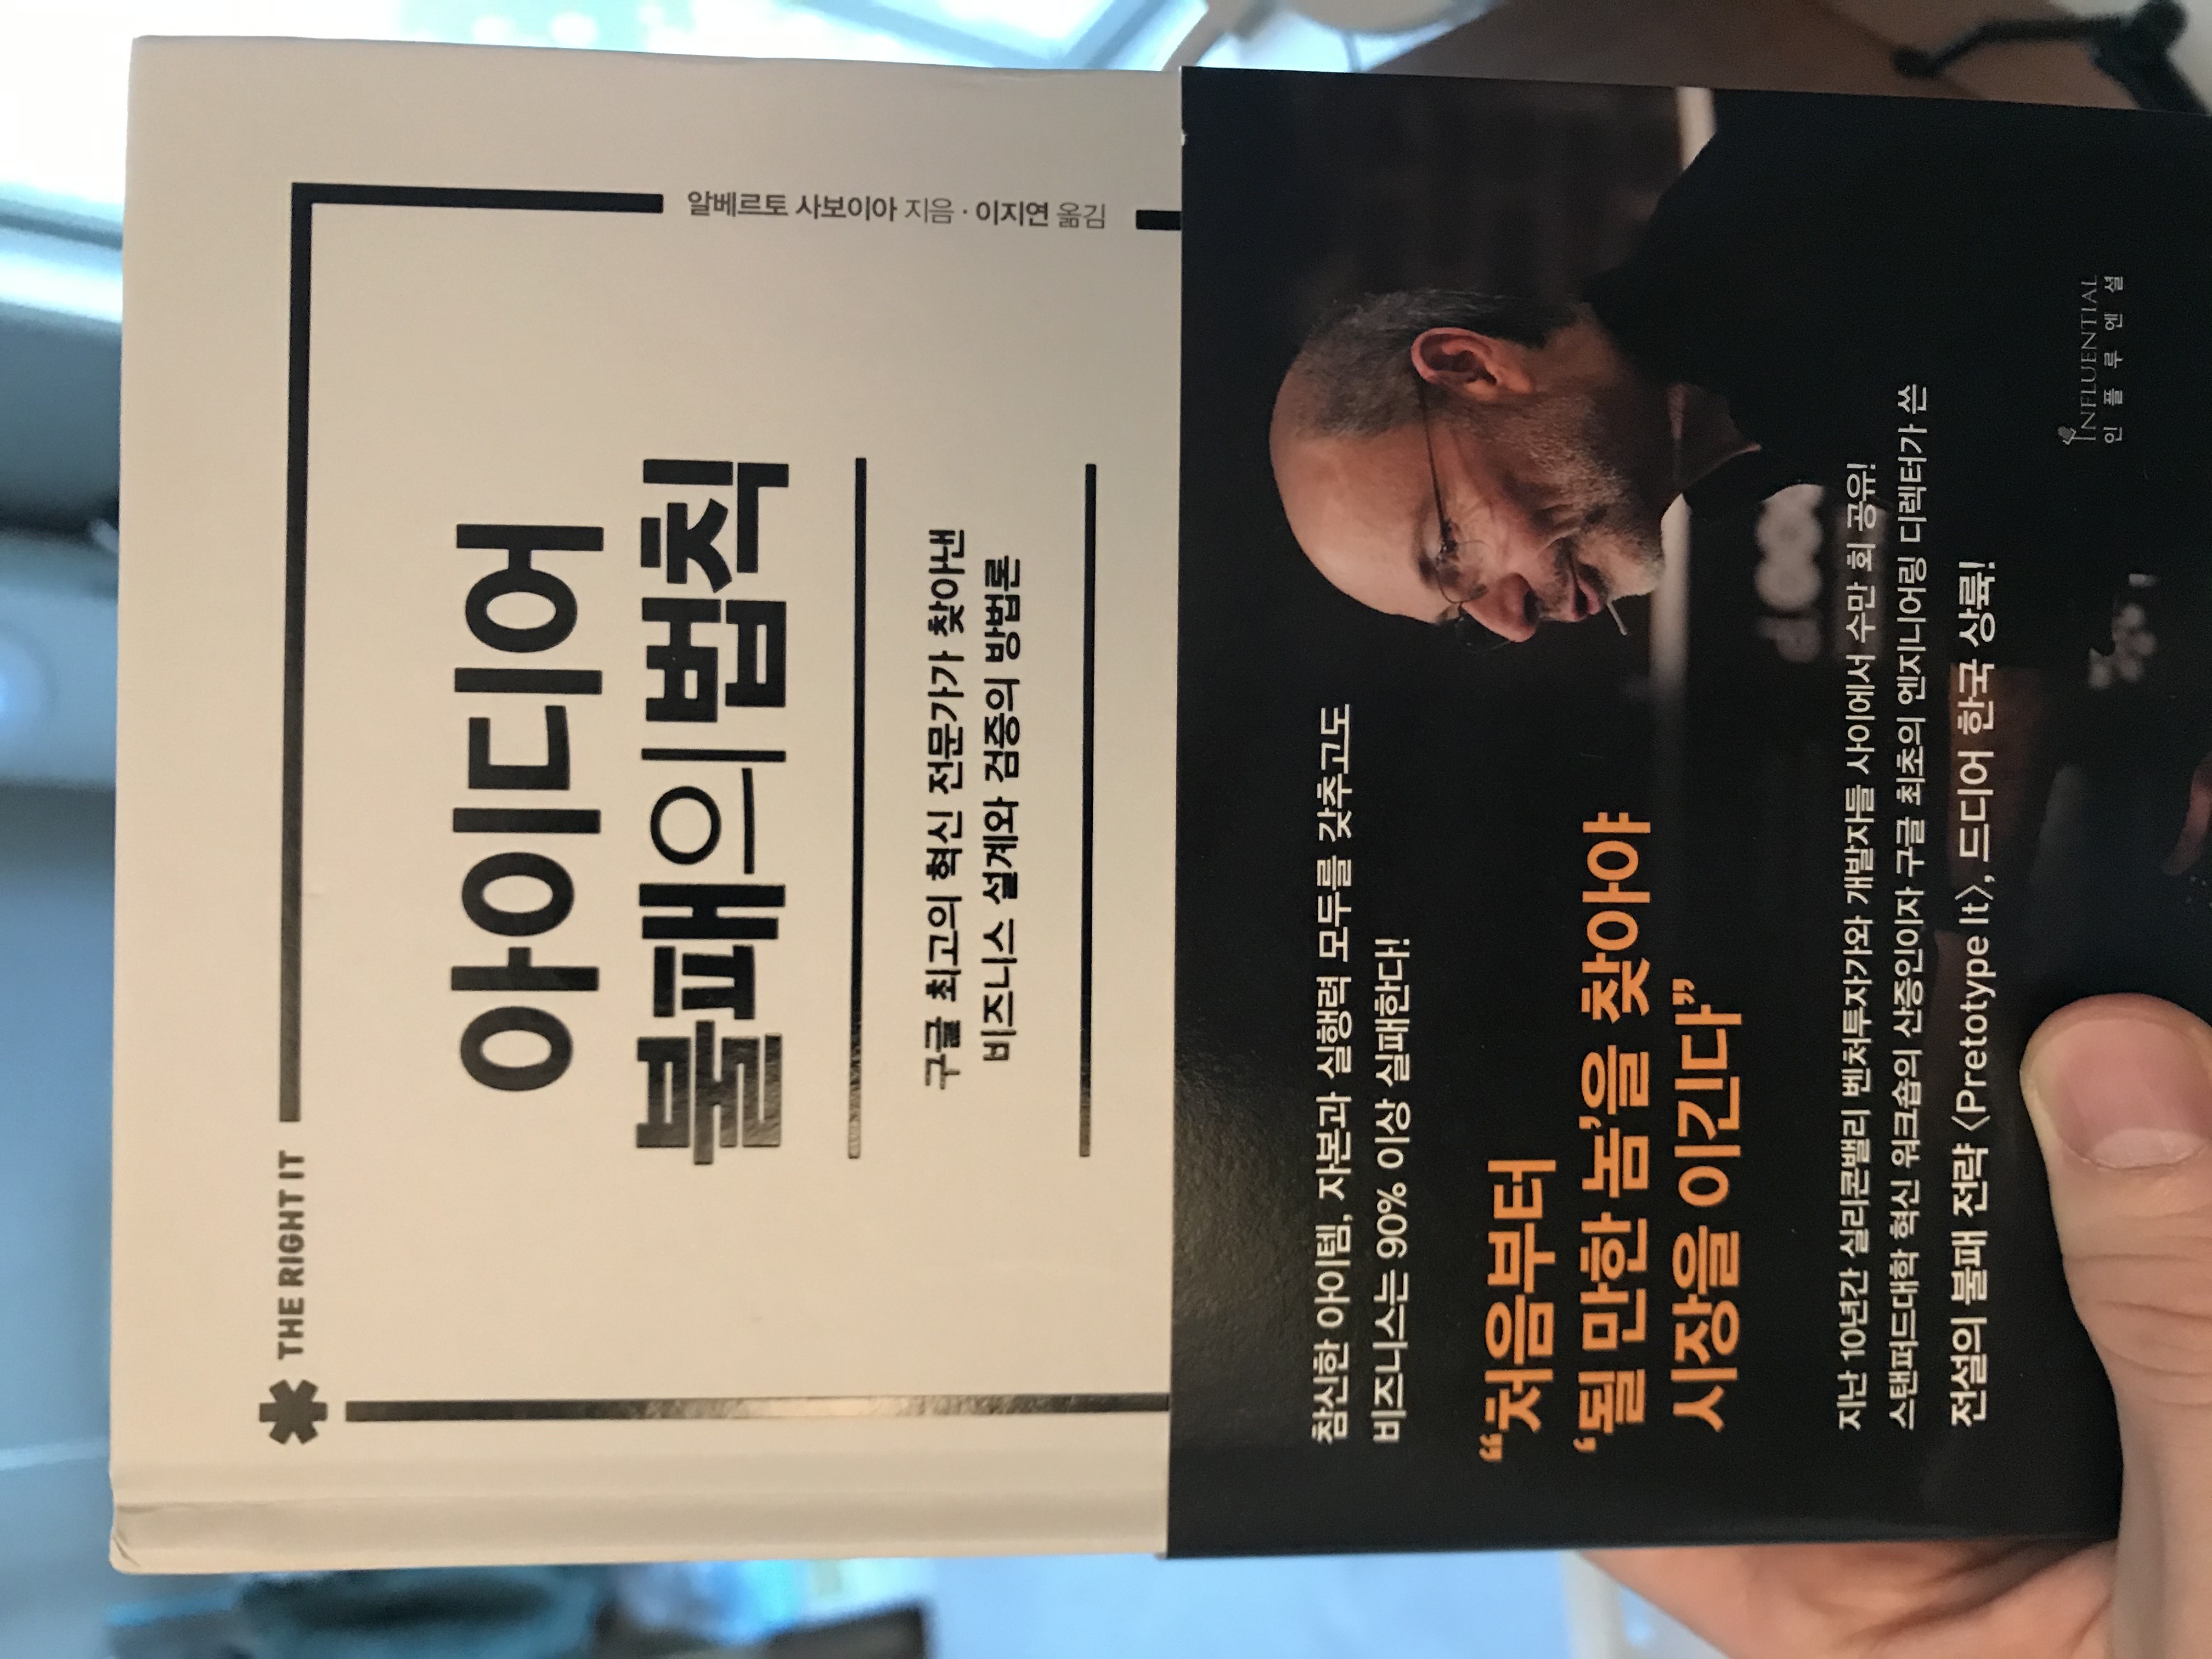 THE RIGHT IT
아이디어
불패의 법칙
구글 최고의 혁신 전문가가 찾아낸
비즈니스 설계와 검증의 방법론
알베르토 사보이아 지음 · 이지연 옮김
참신한 아이템, 자본과 실행력 모두를 갖추고도
비즈니스는 90% 이상 실패한다!
“처음부터
‘될 만한 놈’을 찾아야
시장을 이긴다”
지난 10년간 실리콘밸리 벤처투자가와 개발자들 사이에서 수만 회 공유!
스탠퍼드대학 혁신 워크숍의 산증인이자 구글 최초의 엔지니어링 디렉터가 쓴
전설의 불패 전략 〈Pretotype It〉, 드디어 한국 상륙!
INFLUENTIAL
인플루엔셜